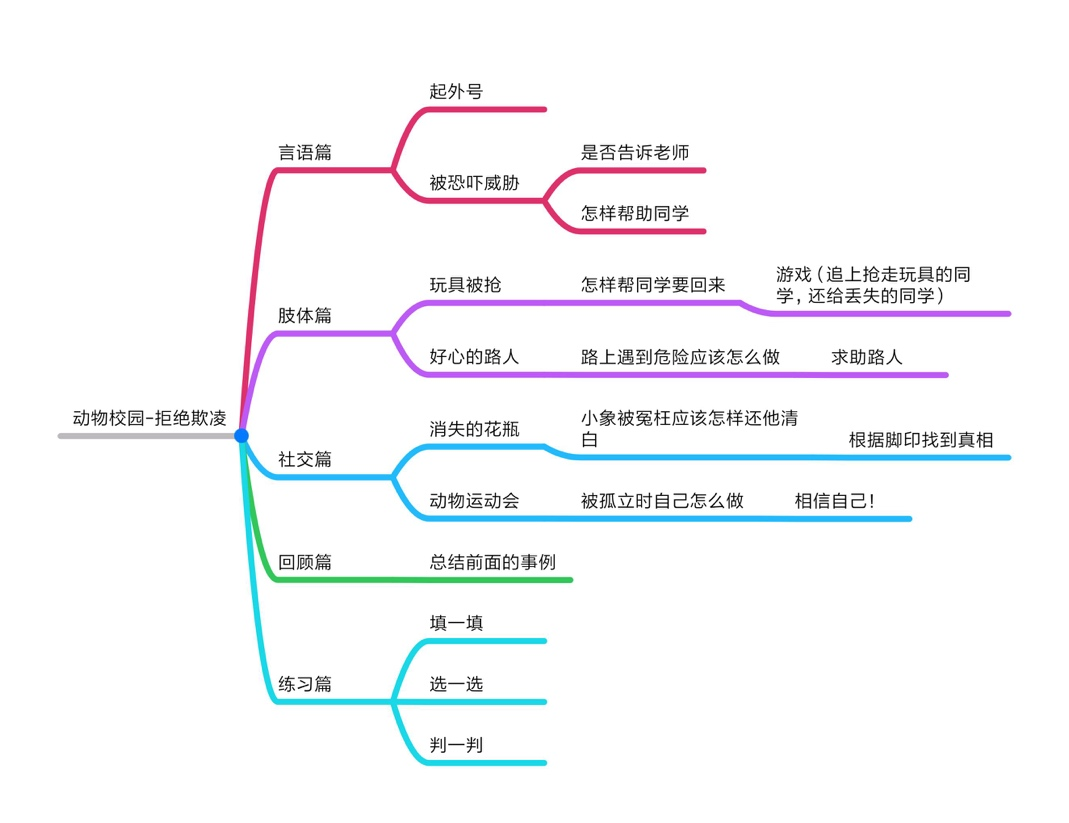 起外号
言语篇
是否告诉老师
被恐吓威胁
怎样帮助同学
玩具被抢
怎样帮同学要回来
游戏（追上抢走玩具的同
学，还给丢失的同学）
肢体篇
好心的路人
路上遇到危险应该怎么做
求助路人
动物校园-拒绝欺凌
消失的花瓶
小象被冤枉应该怎样还他清
白
根据脚印找到真相
社交篇
动物运动会
被孤立时自己怎么做
相信自己！
回顾篇
总结前面的事例
填一填
练习篇
选一选
判一判